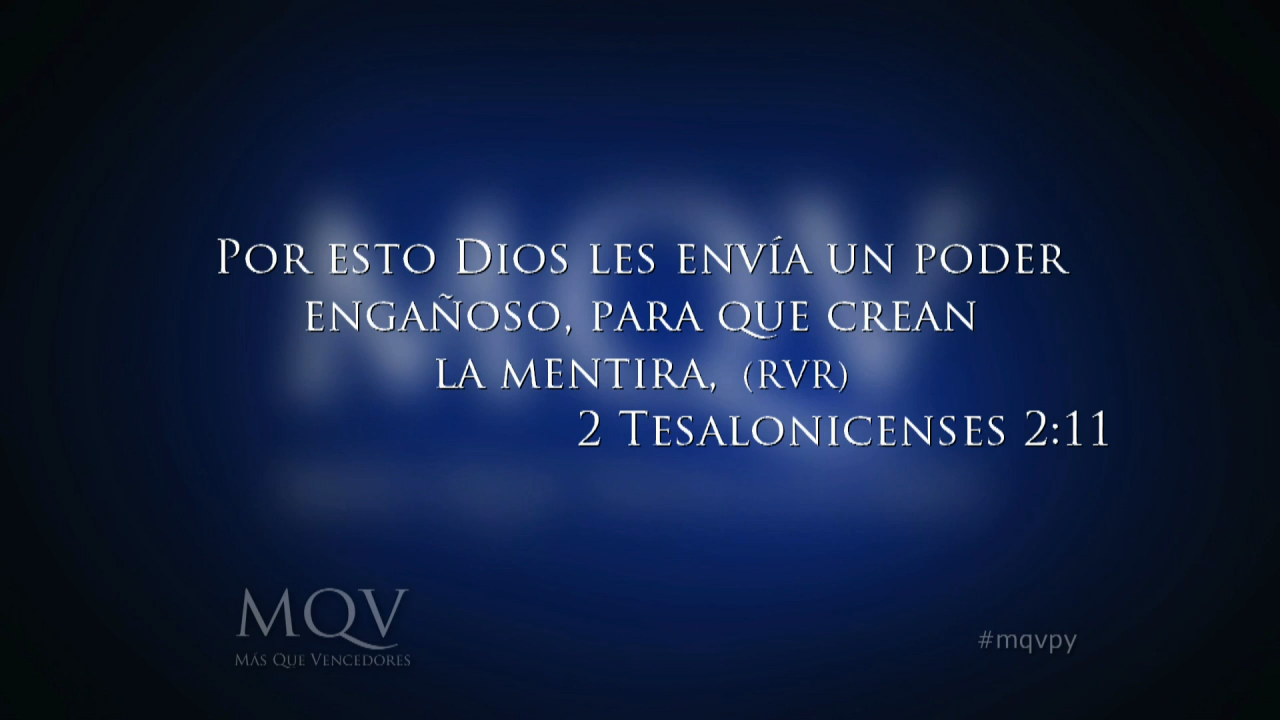 Por esto Dios les envía un poder
engañoso, para que crean
la mentira, (RVR)
2 Tesalonicenses 2:11
MQV
Más Que Vencedores
#mqvpy